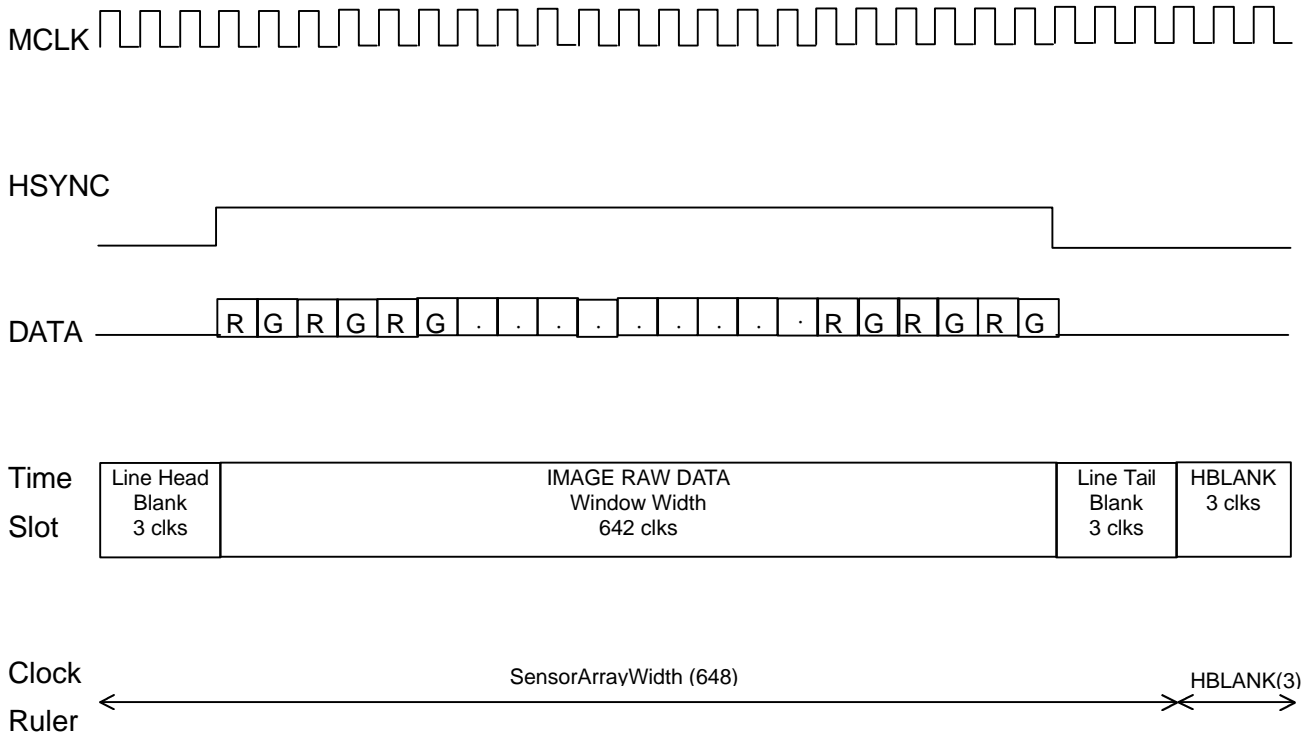 MCLK
HSYNC
DATA
R G R G R G . . . . . . . . . R G R G R G
Time
Slot
Line Head
Blank
3 clks
IMAGE RAW DATA
Window Width
642 clks
Line Tail
Blank
3 clks
HBLANK
3 clks
Clock
Ruler
SensorArrayWidth (648)
HBLANK(3)